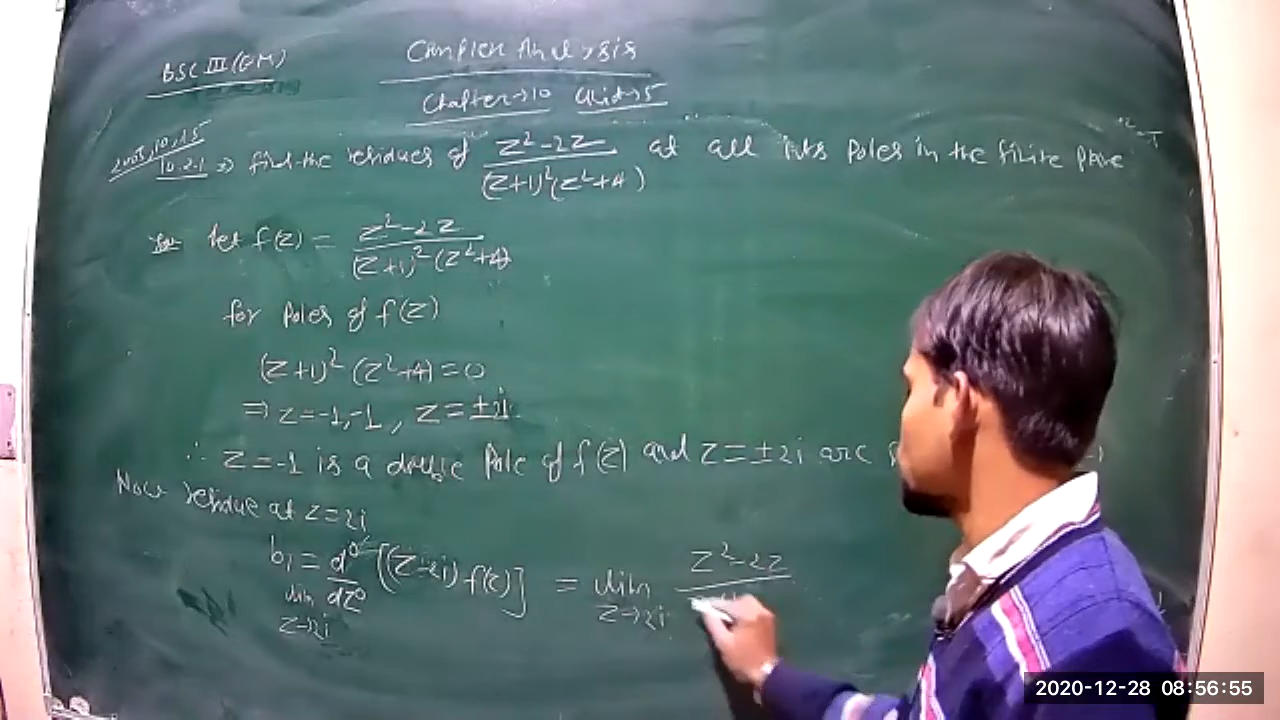 BSC III (GM)
Complex Analysis
Chapter→10 Unit→5
2005,10,15
10.2.1 ⇒ find the residues of (z²-2z)/((z+1)²(z²+4)) at all its poles in the finite plane
Sol let f(z) = (z²-2z)/((z+1)²(z²+4))
for poles of f(z)
(z+1)² (z²+4) = 0
⇒ z=-1,-1, z=±2i
∴ z=-1 is a double Pole of f(z) and z=±2i are
Now residue at z=2i
b₁ = lim z→2i d⁰/dz⁰ [(z-2i) f(z)] = lim z→2i z²-2z
2020-12-28 08:56:55